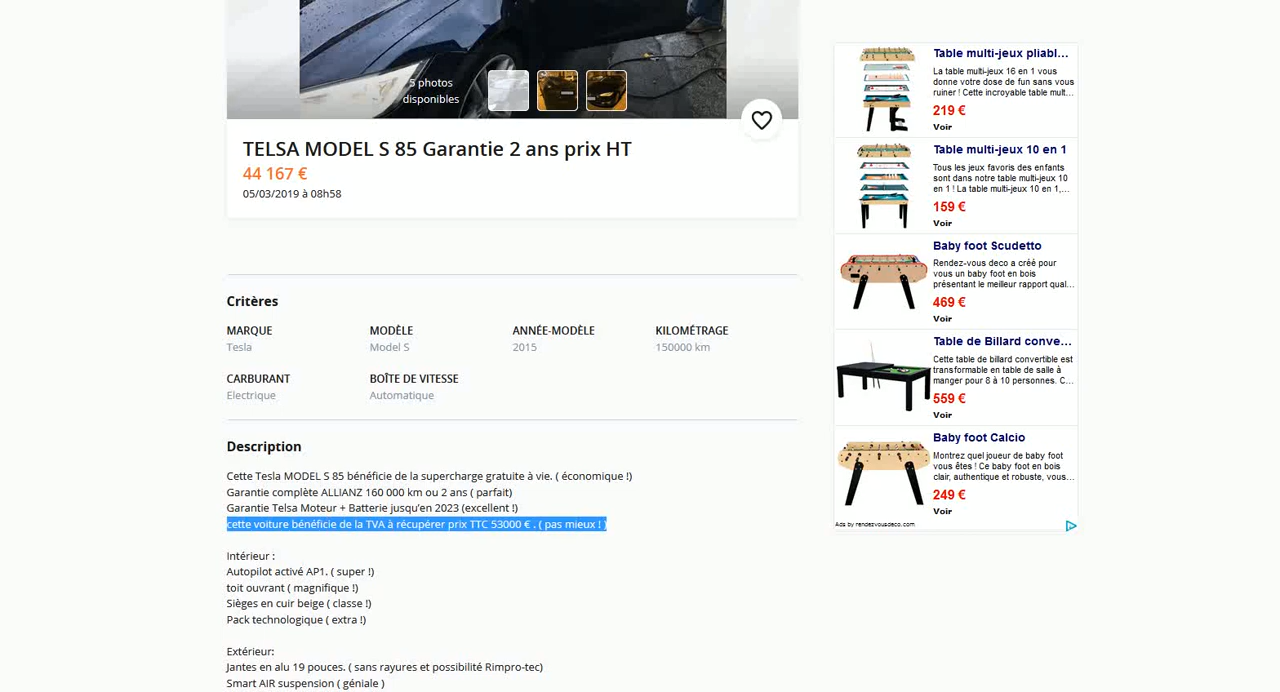 5 photos
disponibles
TELSA MODEL S 85 Garantie 2 ans prix HT
44 167 €
05/03/2019 à 08h58
Critères
MARQUE
Tesla
MODÈLE
Model S
ANNÉE-MODÈLE
2015
KILOMÉTRAGE
150000 km
CARBURANT
Electrique
BOÎTE DE VITESSE
Automatique
Description
Cette Tesla MODEL S 85 bénéficie de la supercharge gratuite à vie. ( économique !)
Garantie complète ALLIANZ 160 000 km ou 2 ans ( parfait)
Garantie Telsa Moteur + Batterie jusqu'en 2023 (excellent !)
cette voiture bénéficie de la TVA à récupérer prix TTC 53000 € . ( pas mieux ! )
Intérieur :
Autopilot activé AP1. ( super !)
toit ouvrant ( magnifique !)
Sièges en cuir beige ( classe !)
Pack technologique ( extra !)
Extérieur:
Jantes en alu 19 pouces. ( sans rayures et possibilité Rimpro-tec)
Smart AIR suspension ( géniale )
Table multi-jeux pliabl...
La table multi-jeux 16 en 1 vous
donne votre dose de fun sans vous
ruiner ! Cette incroyable table mult...
219 €
Voir
Table multi-jeux 10 en 1
Tous les jeux favoris des enfants
sont dans notre table multi-jeux 10
en 1 ! La table multi-jeux 10 en 1,...
159 €
Voir
Baby foot Scudetto
Rendez-vous deco a créé pour
vous un baby foot en bois
présentant le meilleur rapport qual...
469 €
Voir
Table de Billard conve...
Cette table de billard convertible est
transformable en table de salle à
manger pour 8 à 10 personnes. C...
559 €
Voir
Baby foot Calcio
Montrez quel joueur de baby foot
vous êtes ! Ce baby foot en bois
clair, authentique et robuste, vous...
249 €
Voir
Ads by rendezvousdeco.com